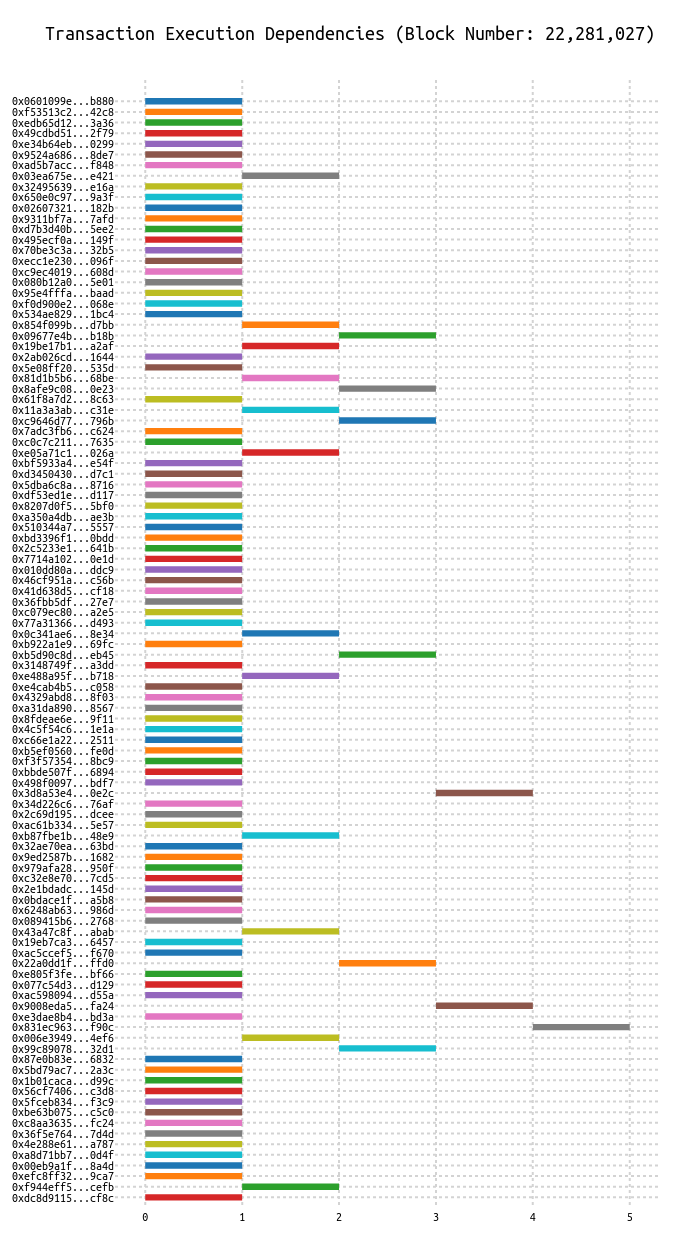 Transaction Execution Dependencies (Block Number: 22,281,027)
0x0601099e...b880
0xf53513c2...42c8
0xedb65d12...3a36
0x49cdbd51...2f79
0xe34b64eb...0299
0x9524a686...8de7
0xad5b7acc...f848
0x03ea675e...e421
0x32495639...e16a
0x650e0c97...9a3f
0x02607321...182b
0x9311bf7a...7afd
0xd7b3d40b...5ee2
0x495ecf0a...149f
0x70be3c3a...32b5
0xecc1e230...096f
0xc9ec4019...608d
0x080b12a0...5e01
0x95e4fffa...baad
0xf0d900e2...068e
0x534ae829...1bc4
0x854f099b...d7bb
0x09677e4b...b18b
0x19be17b1...a2af
0x2ab026cd...1644
0x5e08ff20...535d
0x81d1b5b6...68be
0x8afe9c08...0e23
0x61f8a7d2...8c63
0x11a3a3ab...c31e
0xc9646d77...796b
0x7adc3fb6...c624
0xc0c7c211...7635
0xe05a71c1...026a
0xbf5933a4...e54f
0xd3450430...d7c1
0x5dba6c8a...8716
0xdf53ed1e...d117
0x8207d0f5...5bf0
0xa350a4db...ae3b
0x510344a7...5557
0xbd3396f1...0bdd
0x2c5233e1...641b
0x7714a102...0e1d
0x010dd80a...ddc9
0x46cf951a...c56b
0x41d638d5...cf18
0x36fbb5df...27e7
0xc079ec80...a2e5
0x77a31366...d493
0x0c341ae6...8e34
0xb922a1e9...69fc
0xb5d90c8d...eb45
0x3148749f...a3dd
0xe488a95f...b718
0xe4cab4b5...c058
0x4329abd8...8f03
0xa31da890...8567
0x8fdeae6e...9f11
0x4c5f54c6...1e1a
0xc66e1a22...2511
0xb5ef0560...fe0d
0xf3f57354...8bc9
0xbbde507f...6894
0x498f0097...bdf7
0x3d8a53e4...0e2c
0x34d226c6...76af
0x2c69d195...dcee
0xac61b334...5e57
0xb87fbe1b...48e9
0x32ae70ea...63bd
0x9ed2587b...1682
0x979afa28...950f
0xc32e8e70...7cd5
0x2e1bdadc...145d
0x0bdace1f...a5b8
0x6248ab63...986d
0x089415b6...2768
0x43a47c8f...abab
0x19eb7ca3...6457
0xac5ccef5...f670
0x22a0dd1f...ffd0
0xe805f3fe...bf66
0x077c54d3...d129
0xac598094...d55a
0x9008eda5...fa24
0xe3dae8b4...bd3a
0x831ec963...f90c
0x006e3949...4ef6
0x99c89078...32d1
0x87e0b83e...6832
0x5bd79ac7...2a3c
0x1b01caca...d99c
0x56cf7406...c3d8
0x5fceb834...f3c9
0xbe63b075...c5c0
0xc8aa3635...fc24
0x36f5e764...7d4d
0x4e288e61...a787
0xa8d71bb7...0d4f
0x00eb9a1f...8a4d
0xefc8ff32...9ca7
0xf944eff5...cefb
0xdc8d9115...cf8c
0 1 2 3 4 5